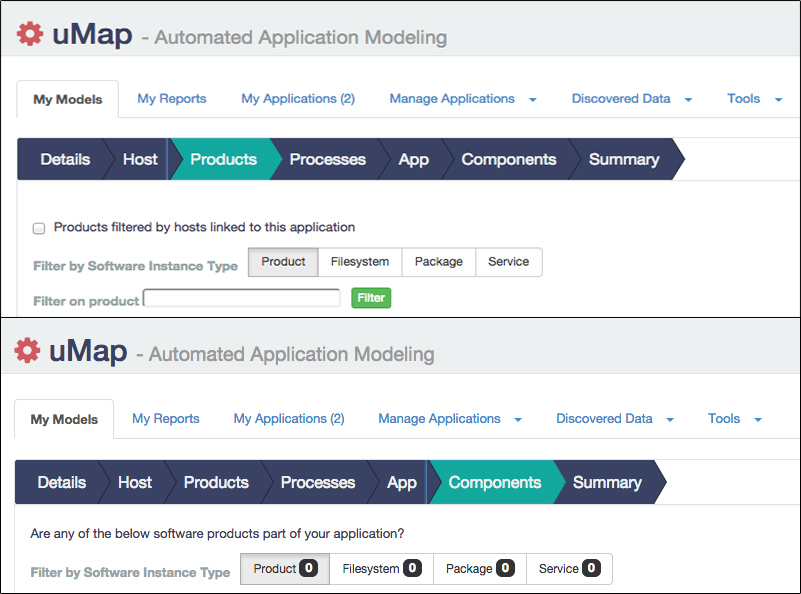 uMap - Automated Application Modeling
My Models My Reports My Applications (2) Manage Applications Discovered Data Tools
Details Host Products Processes App Components Summary
Products filtered by hosts linked to this application
Filter by Software Instance Type Product Filesystem Package Service
Filter on product Filter
uMap - Automated Application Modeling
My Models My Reports My Applications (2) Manage Applications Discovered Data Tools
Details Host Products Processes App Components Summary
Are any of the below software products part of your application?
Filter by Software Instance Type Product 0 Filesystem 0 Package 0 Service 0